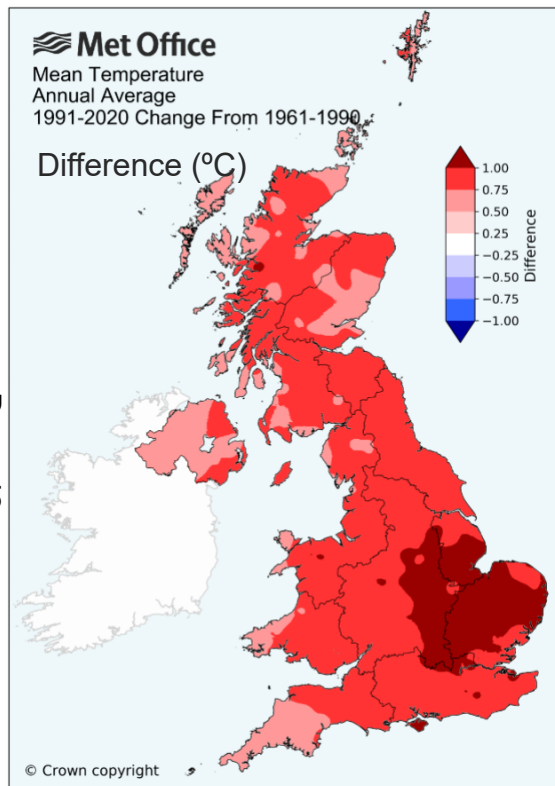 Met Office
Mean Temperature
Annual Average
1991-2020 Change From 1961-1990
Difference (ºC)
1.00
0.75
0.50
0.25
−0.25
−0.50
−0.75
−1.00
Difference
© Crown copyright